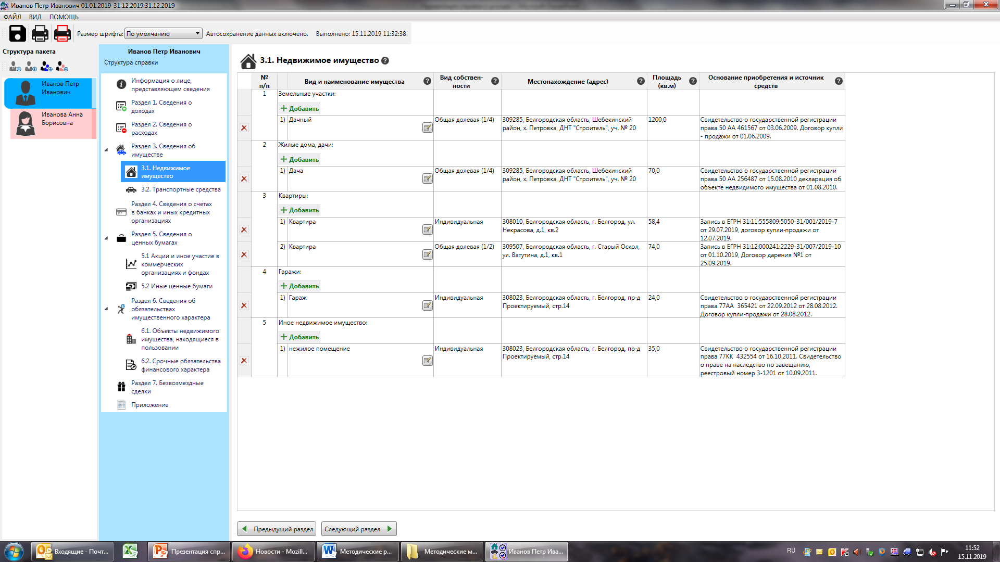 Иванов Петр Иванович 01.01.2019-31.12.2019:31.12.2019
ФАЙЛ ВИД ПОМОЩЬ
Размер шрифта: По умолчанию Автосохранение данных включено. Выполнено: 15.11.2019 11:32:38
Структура пакета
Иванов Петр
Иванович
Иванова Анна
Борисовна
Иванов Петр Иванович
Структура справки
Информация о лице,
представляющем сведения
Раздел 1. Сведения о
доходах
Раздел 2. Сведения о
расходах
Раздел 3. Сведения об
имуществе
3.1. Недвижимое
имущество
3.2. Транспортные средства
Раздел 4. Сведения о счетах
в банках и иных кредитных
организациях
Раздел 5. Сведения о
ценных бумагах
5.1 Акции и иное участие в
коммерческих
организациях и фондах
5.2 Иные ценные бумаги
Раздел 6. Сведения об
обязательствах
имущественного характера
6.1. Объекты недвижимого
имущества, находящиеся в
пользовании
6.2. Срочные обязательства
финансового характера
Раздел 7. Безвозмездные
сделки
Приложение
3.1. Недвижимое имущество ?
№
п/п
Вид и наименование имущества ?
Вид собствен-
ности ?
Местонахождение (адрес) ?
Площадь
(кв.м) ?
Основание приобретения и источник
средств ?
1 Земельные участки:
+ Добавить
1) Дачный
Общая долевая (1/4)
309285, Белгородская область, Шебекинский
район, х. Петровка, ДНТ "Строитель", уч. № 20
1200,0
Свидетельство о государственной регистрации
права 50 АА 461567 от 03.06.2009. Договор купли
- продажи от 01.06.2009.
2 Жилые дома, дачи:
+ Добавить
1) Дача
Общая долевая (1/4)
309285, Белгородская область, Шебекинский
район, х. Петровка, ДНТ "Строитель", уч. № 20
70,0
Свидетельство о государственной регистрации
права 50 АА 256487 от 15.08.2010 декларация об
объекте недвидимого имущества от 01.08.2010.
3 Квартиры:
+ Добавить
1) Квартира
Индивидуальная
308010, Белгородская область, г. Белгород, ул.
Некрасова, д.1, кв.2
58,4
Запись в ЕГРН 31:11:555809:5050-31/001/2019-7
от 29.07.2019, договор купли-продажи от
12.07.2019.
2) Квартира
Общая долевая (1/2)
309507, Белгородская область, г. Старый Оскол,
ул. Ватутина, д.1, кв.1
74,0
Запись в ЕГРН 31:12:000241:2229-31/007/2019-10
от 01.10.2019, Договор дарения №1 от
25.09.2019.
4 Гаражи:
+ Добавить
1) Гараж
Индивидуальная
308023, Белгородская область, г. Белгород, пр-д
Проектируемый, стр.14
24,0
Свидетельство о государственной регистрации
права 77АА 365421 от 22.09.2012 от 28.08.2012.
Договор купли-продажи от 28.08.2012.
5 Иное недвижимое имущество:
+ Добавить
1) нежилое помещение
Индивидуальная
308023, Белгородская область, г. Белгород, пр-д
Проектируемый, стр.14
35,0
Свидетельство о государственной регистрации
права 77КК 432554 от 16.10.2011. Свидетельство
о праве на наследство по завещанию,
реестровый номер 3-1201 от 10.09.2011.
Предыдущий раздел Следующий раздел
Входящие - Почт... Презентация спр... Новости - Mozill... Методические р... Методические м... Иванов Петр Ива...
RU
11:52
15.11.2019